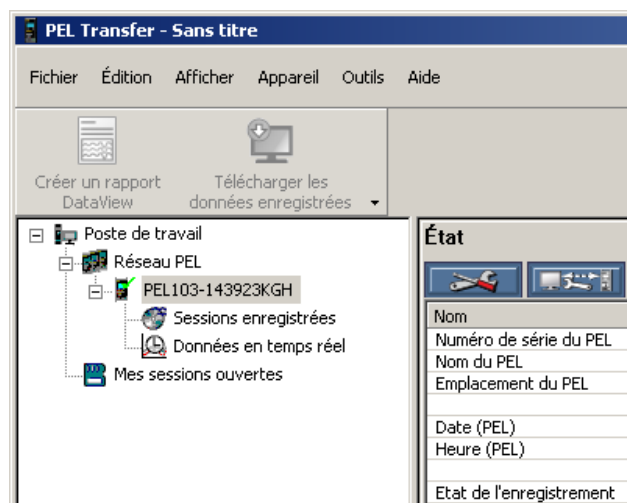 PEL Transfer - Sans titre
Fichier Édition Afficher Appareil Outils Aide
Créer un rapport DataView
Télécharger les données enregistrées
Poste de travail
Réseau PEL
PEL103-143923KGH
Sessions enregistrées
Données en temps réel
Mes sessions ouvertes
État
Nom
Numéro de série du PEL
Nom du PEL
Emplacement du PEL
Date (PEL)
Heure (PEL)
Etat de l'enregistrement